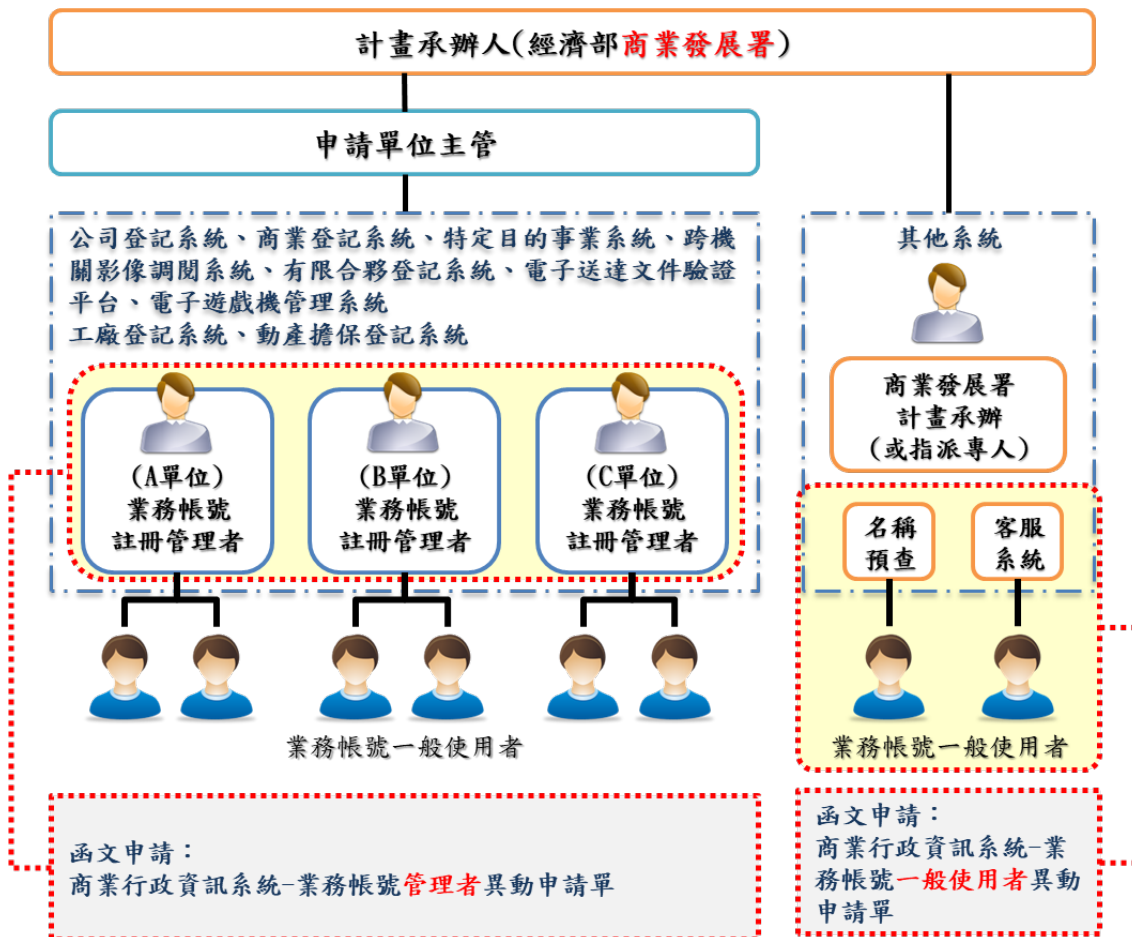 計畫承辦人(經濟部商業發展署)
申請單位主管
公司登記系統、商業登記系統、特定目的事業系統、跨機
關影像調閱系統、有限合夥登記系統、電子送達文件驗證
平台、電子遊戲機管理系統
工廠登記系統、動產擔保登記系統
(A單位)
業務帳號
註冊管理者
(B單位)
業務帳號
註冊管理者
(C單位)
業務帳號
註冊管理者
業務帳號一般使用者
函文申請：
商業行政資訊系統-業務帳號管理者異動申請單
其他系統
商業發展署
計畫承辦
(或指派專人)
名稱
預查
客服
系統
業務帳號一般使用者
函文申請：
商業行政資訊系統-業
務帳號一般使用者異動
申請單